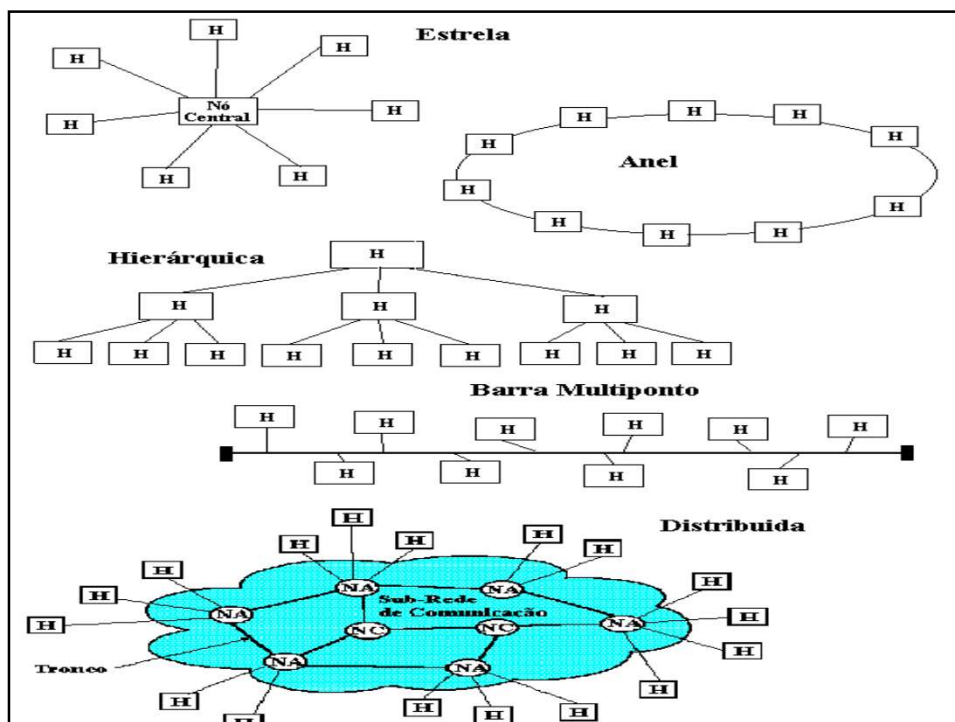 Estrela
H
H
H
Nó
Central
H
H
H
H
H
H
H
H
H
H
Anel
H
H
H
H
H
Hierárquica
H
H H H
H H H H H H H H H
Barra Multiponto
H H H H H H
H H H H
Distribuida
H
H H H H
H H
H H
H H
NA NA
Sub-Rede
de Comunicação
NA NC NC NA
Tronco
NA NA
H H
H H H H